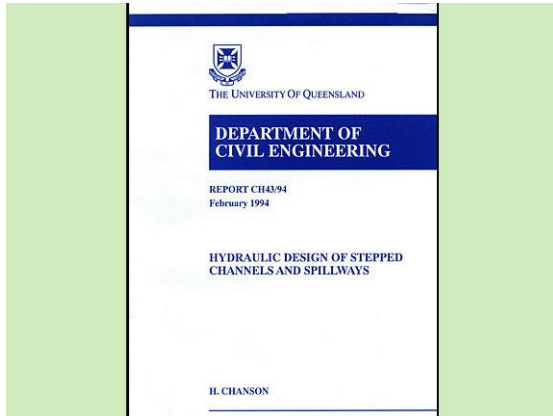 THE UNIVERSITY OF QUEENSLAND
DEPARTMENT OF
CIVIL ENGINEERING
REPORT CH43/94
February 1994
HYDRAULIC DESIGN OF STEPPED
CHANNELS AND SPILLWAYS
H. CHANSON